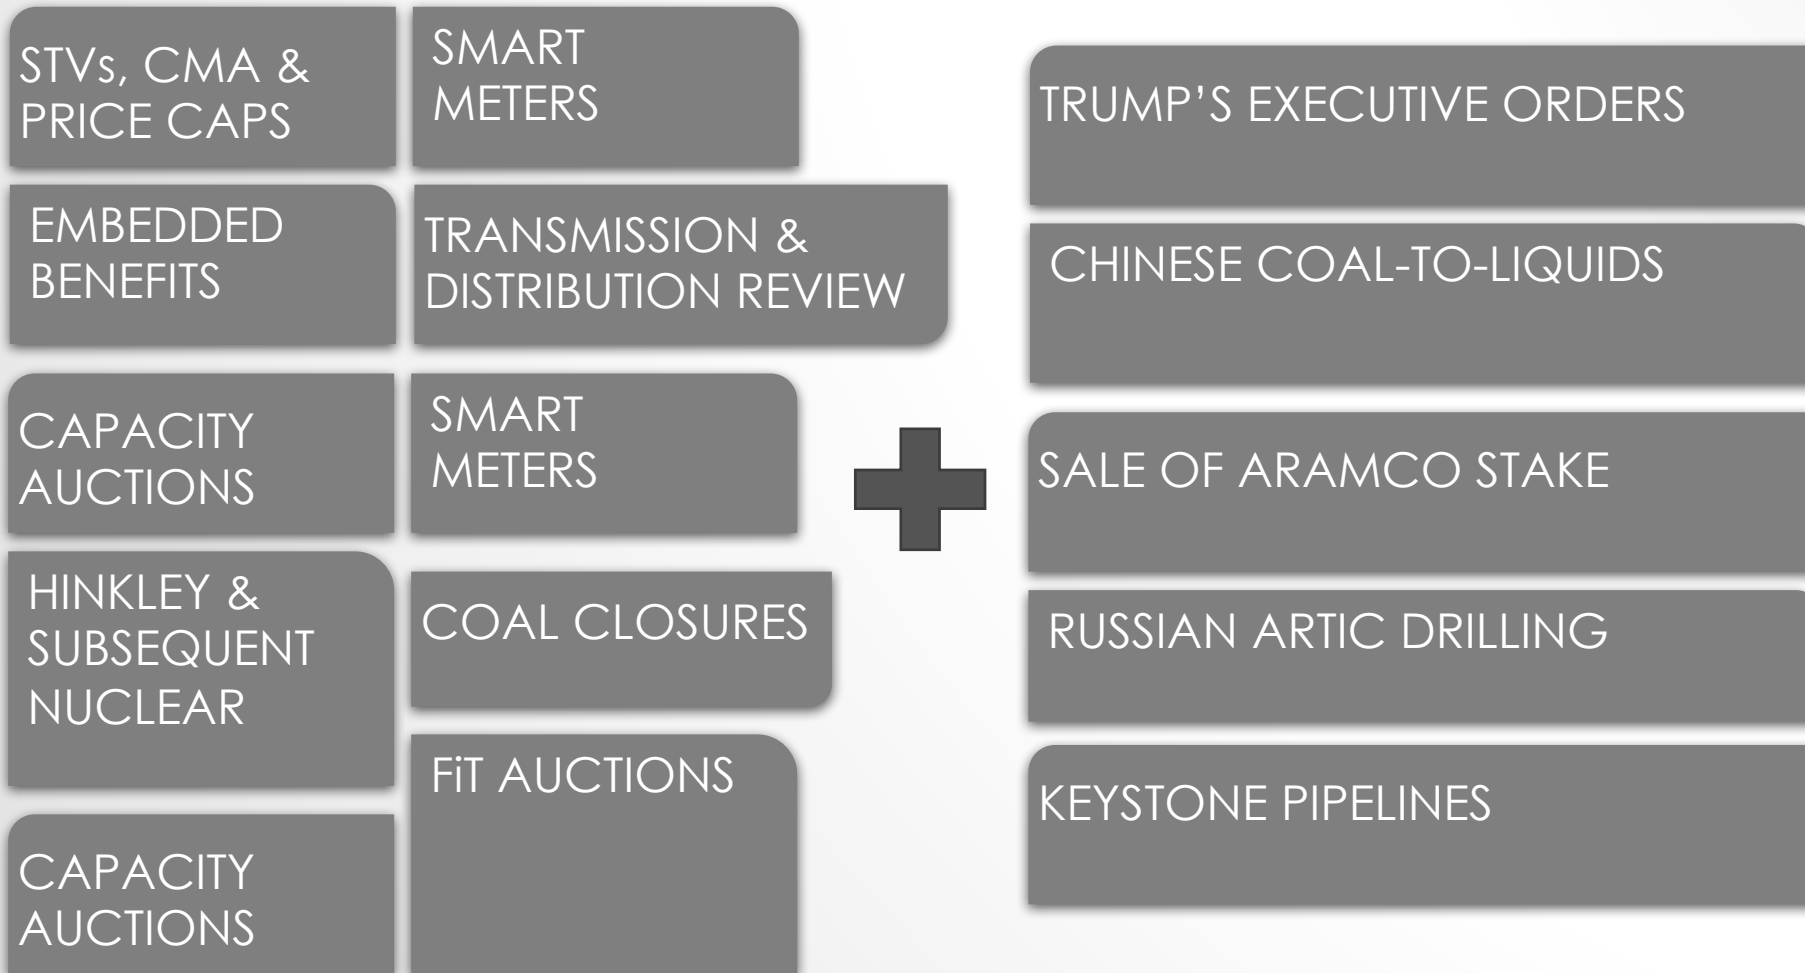 STVs, CMA &
PRICE CAPS
SMART
METERS
EMBEDDED
BENEFITS
TRANSMISSION &
DISTRIBUTION REVIEW
CAPACITY
AUCTIONS
SMART
METERS
HINKLEY &
SUBSEQUENT
NUCLEAR
COAL CLOSURES
FiT AUCTIONS
CAPACITY
AUCTIONS
TRUMP’S EXECUTIVE ORDERS
CHINESE COAL-TO-LIQUIDS
SALE OF ARAMCO STAKE
RUSSIAN ARTIC DRILLING
KEYSTONE PIPELINES